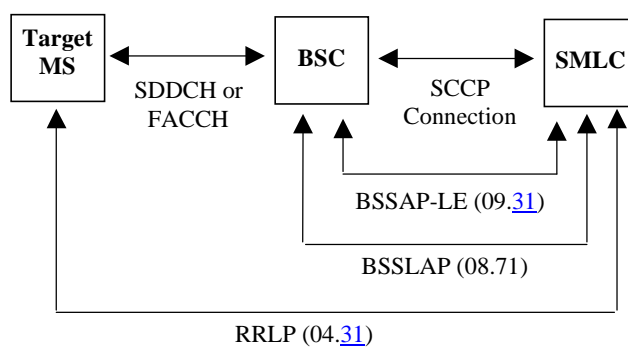 Target
MS
BSC
SMLC
SDDCH or
FACCH
SCCP
Connection
BSSAP-LE (09.31)
BSSLAP (08.71)
RRLP (04.31)